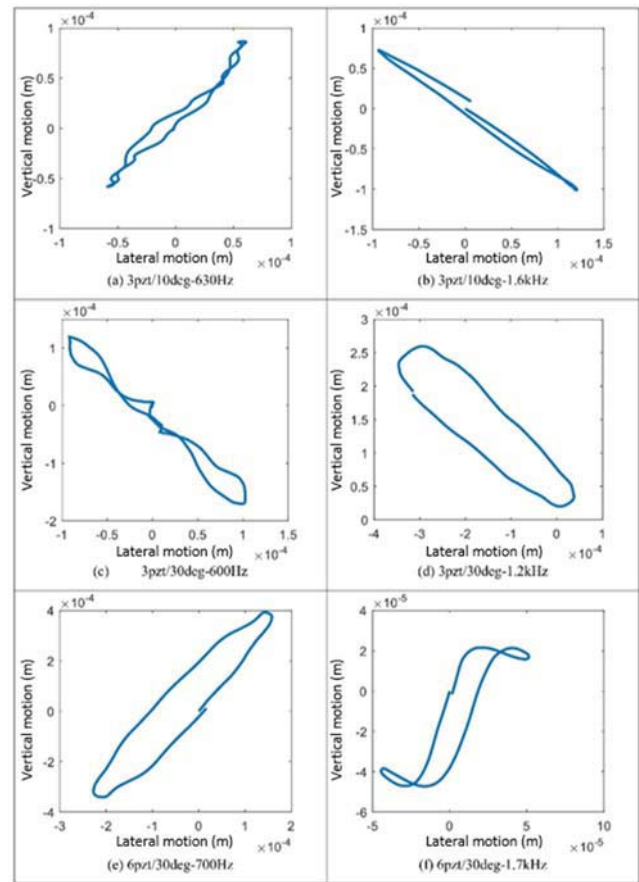 ×10^-4
Vertical motion (m)
1
0.5
0
-0.5
-1
-1 -0.5 0 0.5 1
Lateral motion (m) ×10^-4
(a) 3pzt/10deg-630Hz
×10^-4
Vertical motion (m)
1
0.5
0
-0.5
-1
-1.5
-1 -0.5 0 0.5 1 1.5
Lateral motion (m) ×10^-4
(b) 3pzt/10deg-1.6kHz
×10^-4
Vertical motion (m)
1
0
-1
-2
-1 -0.5 0 0.5 1 1.5
Lateral motion (m) ×10^-4
(c) 3pzt/30deg-600Hz
3 ×10^-4
Vertical motion (m)
2.5
2
1.5
1
0.5
0
-4 -3 -2 -1 0 1
Lateral motion (m) ×10^-4
(d) 3pzt/30deg-1.2kHz
4 ×10^-4
Vertical motion (m)
2
0
-2
-4
-3 -2 -1 0 1 2
Lateral motion (m) ×10^-4
(e) 6pzt/30deg-700Hz
4 ×10^-5
Vertical motion (m)
2
0
-2
-4
-6
-5 0 5 10
Lateral motion (m) ×10^-5
(f) 6pzt/30deg-1.7kHz